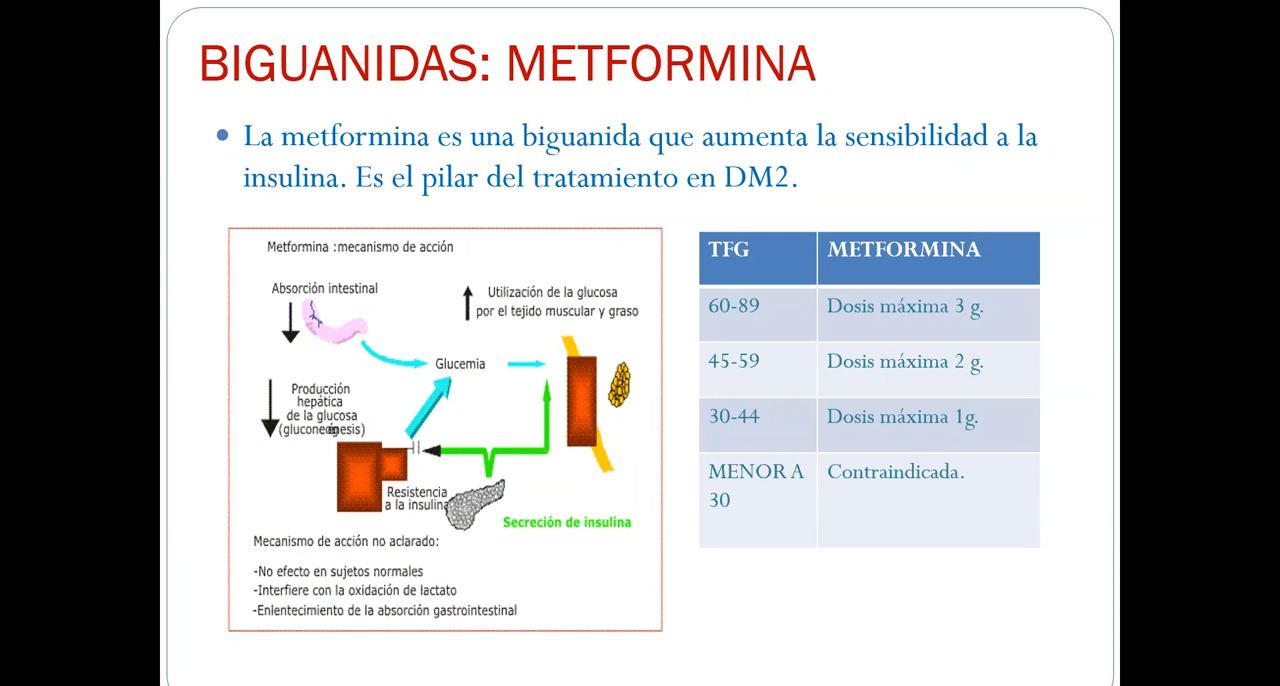 BIGUANIDAS: METFORMINA
• La metformina es una biguanida que aumenta la sensibilidad a la
insulina. Es el pilar del tratamiento en DM2.
Metformina :mecanismo de acción
Absorción intestinal
Utilización de la glucosa
por el tejido muscular y graso
Glucemia
Producción
hepática
de la glucosa
Resistencia
a la insulina
Secreción de insulina
Mecanismo de acción no aclarado:
-No efecto en sujetos normales
-Interfiere con la oxidación de lactato
-Enlentecimiento de la absorción gastrointestinal
TFG METFORMINA
60-89 Dosis máxima 3 g.
45-59 Dosis máxima 2 g.
30-44 Dosis máxima 1g.
MENOR A Contraindicada.
30